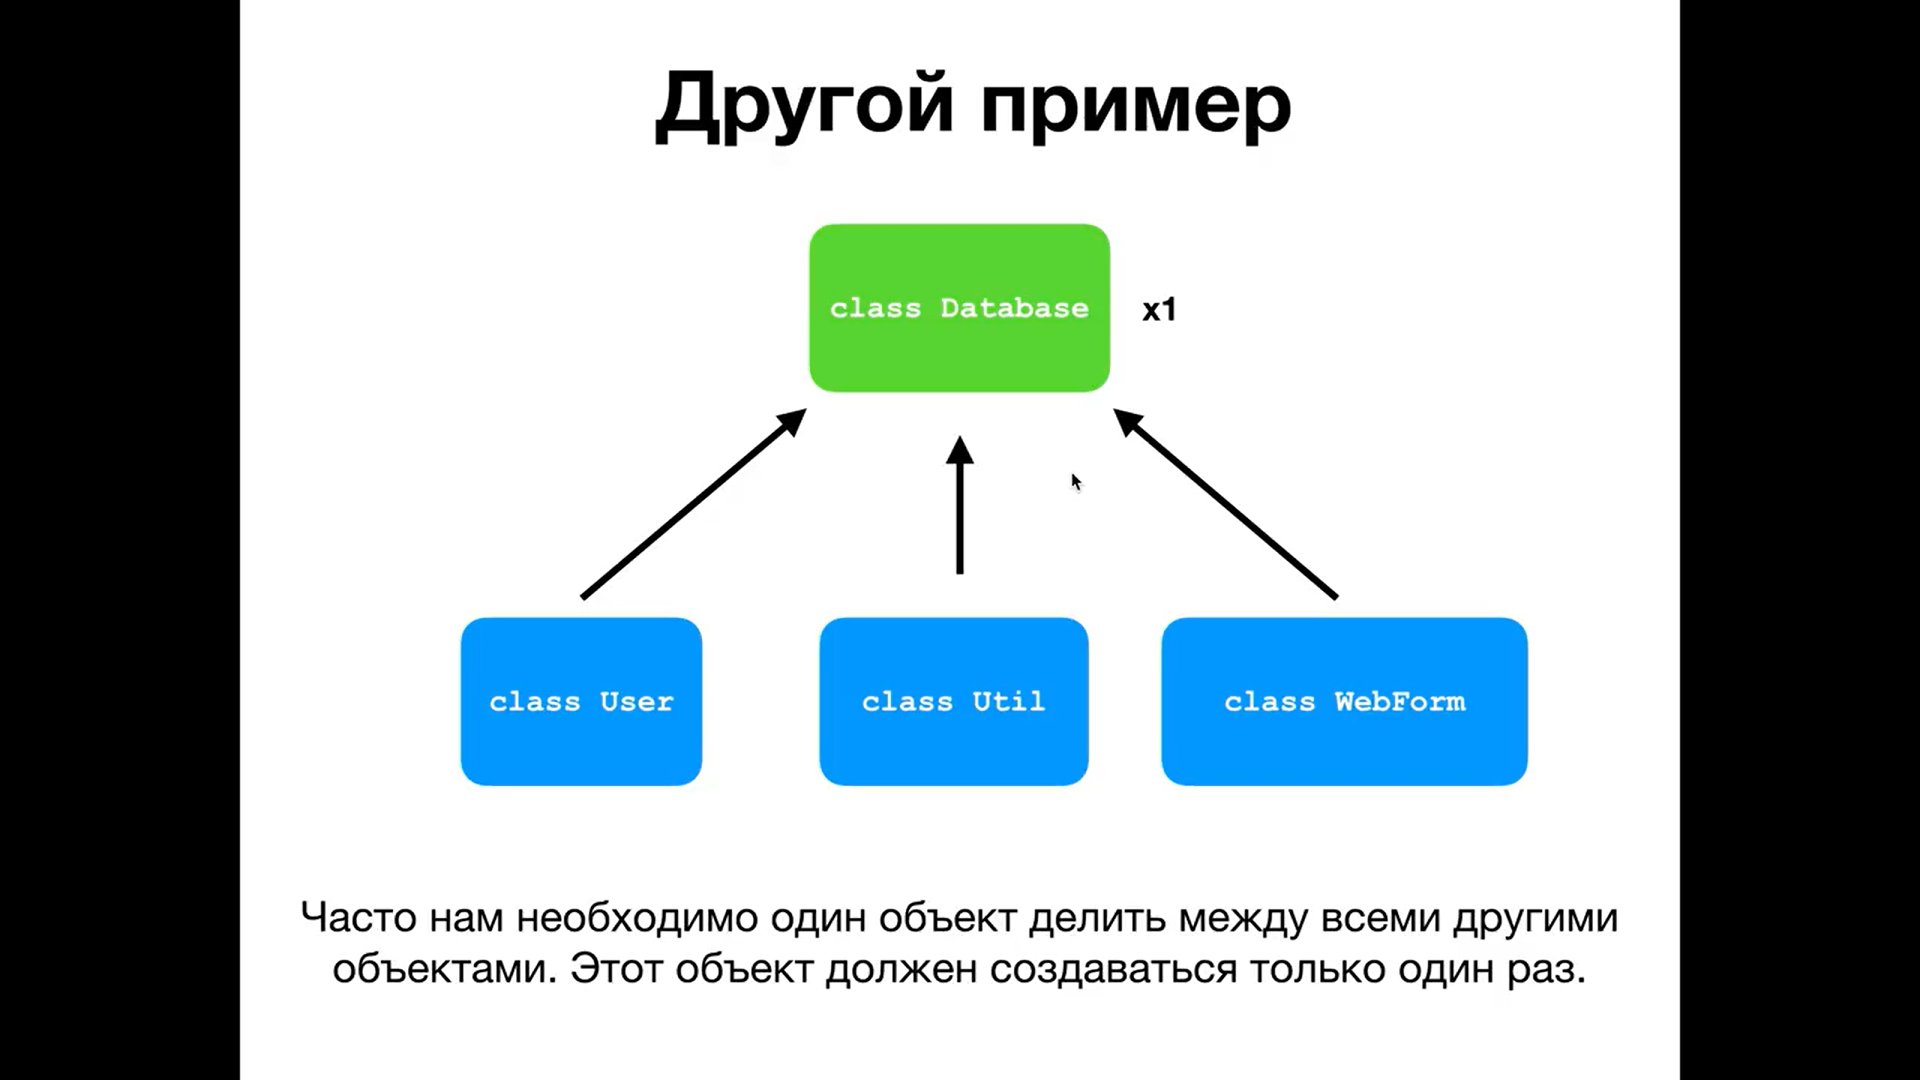 Другой пример
class Database
x1
class User
class Util
class WebForm
Часто нам необходимо один объект делить между всеми другими
объектами. Этот объект должен создаваться только один раз.